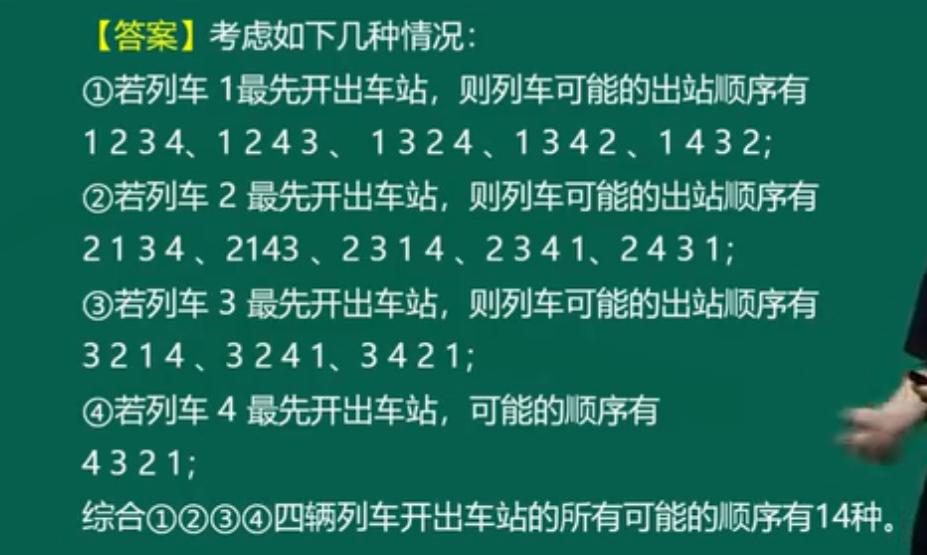 【答案】考虑如下几种情况：
①若列车 1最先开出车站，则列车可能的出站顺序有
1 2 3 4、1 2 4 3 、 1 3 2 4 、1 3 4 2 、1 4 3 2；
②若列车 2 最先开出车站，则列车可能的出站顺序有
2 1 3 4 、2143 、2 3 1 4 、2 3 4 1、2 4 3 1；
③若列车 3 最先开出车站，则列车可能的出站顺序有
3 2 1 4 、3 2 4 1、3 4 2 1；
④若列车 4 最先开出车站，可能的顺序有
4 3 2 1；
综合①②③④四辆列车开出车站的所有可能的顺序有14种。